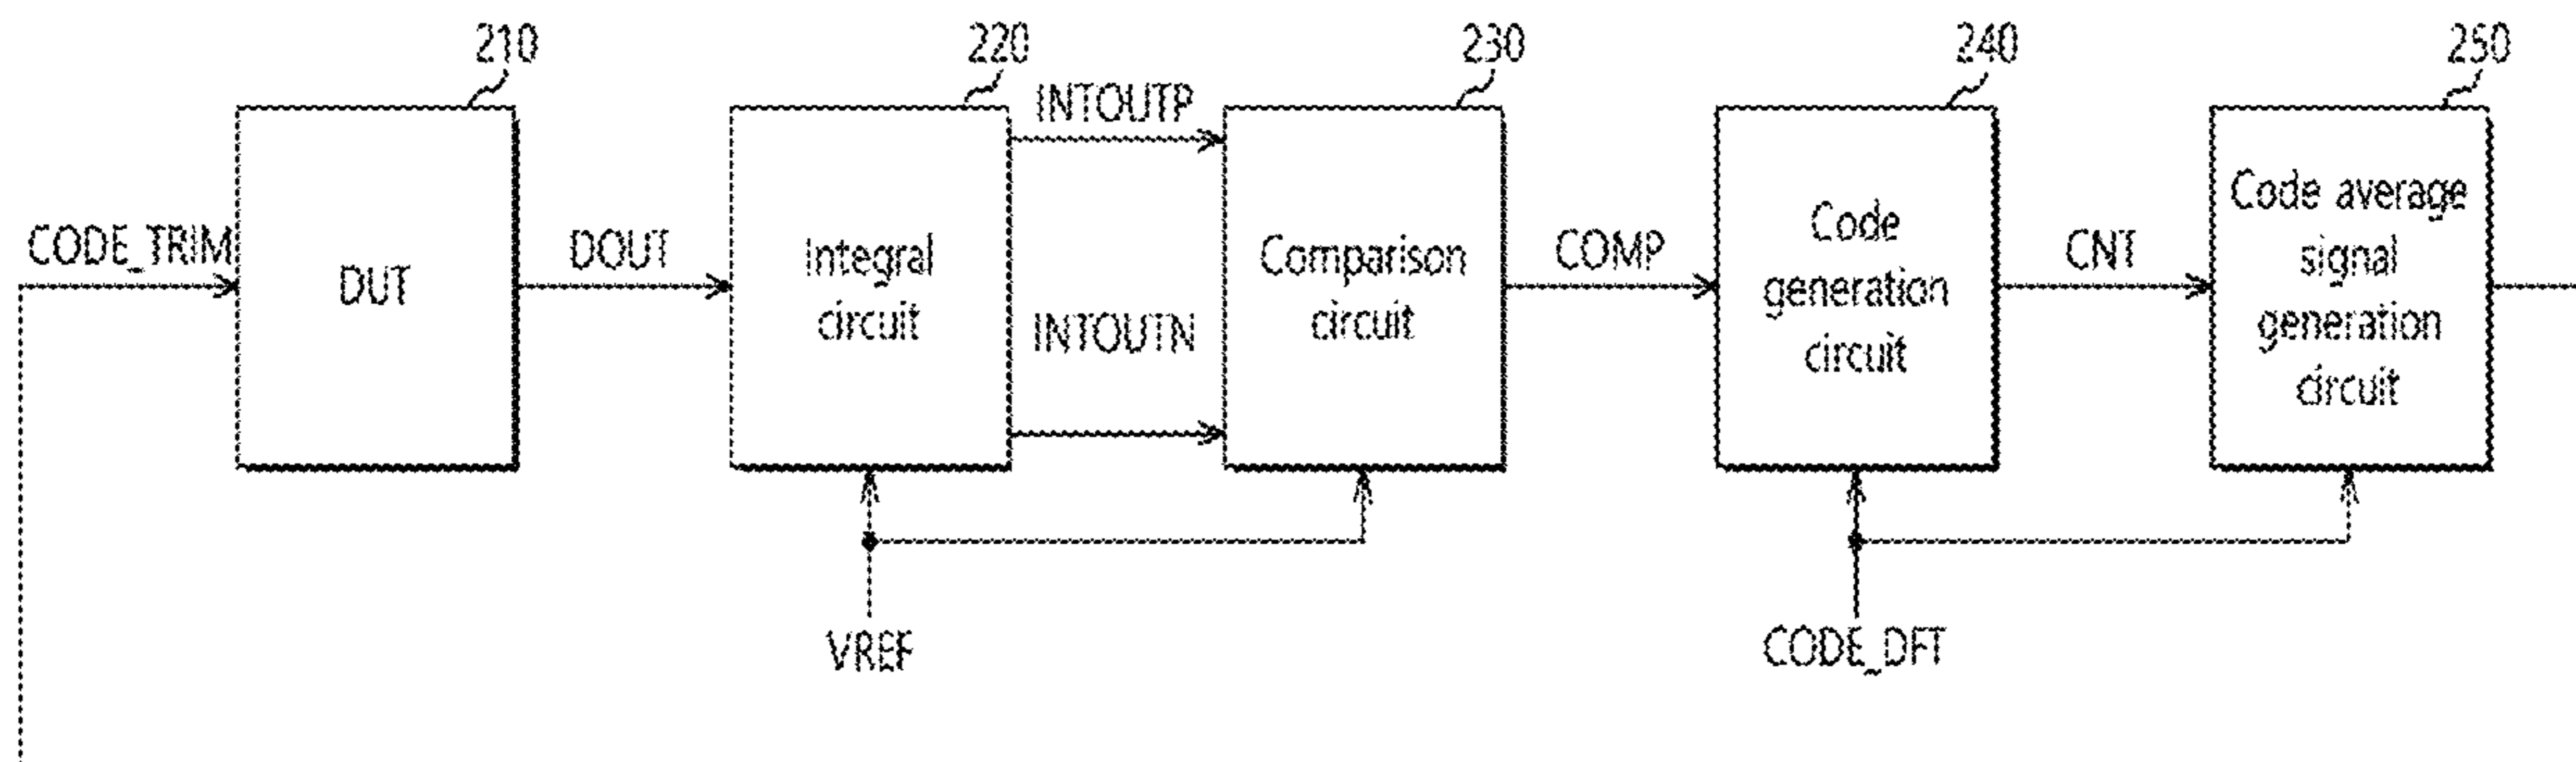 210
220
230
240
250
CODE_TRIM
DUT
DOUT
Integral
circuit
INTOUTP
INTOUTN
Comparison
circuit
COMP
Code
generation
circuit
CNT
Code average
signal
generation
circuit
VREF
CODE_DFT